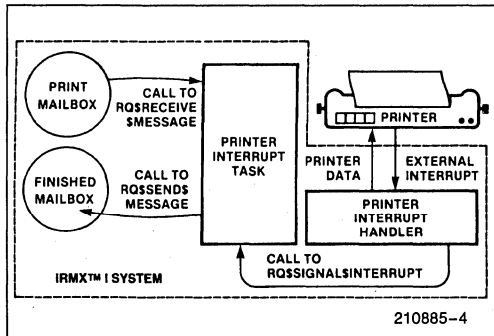 PRINT
MAILBOX
CALL TO
RQ$RECEIVE
$MESSAGE
FINISHED
MAILBOX
CALL TO
RQ$SEND$
MESSAGE
PRINTER
INTERRUPT
TASK
PRINTER
PRINTER
DATA
EXTERNAL
INTERRUPT
PRINTER
INTERRUPT
HANDLER
CALL TO
RQ$SIGNAL$INTERRUPT
IRMX™ I SYSTEM
210885-4